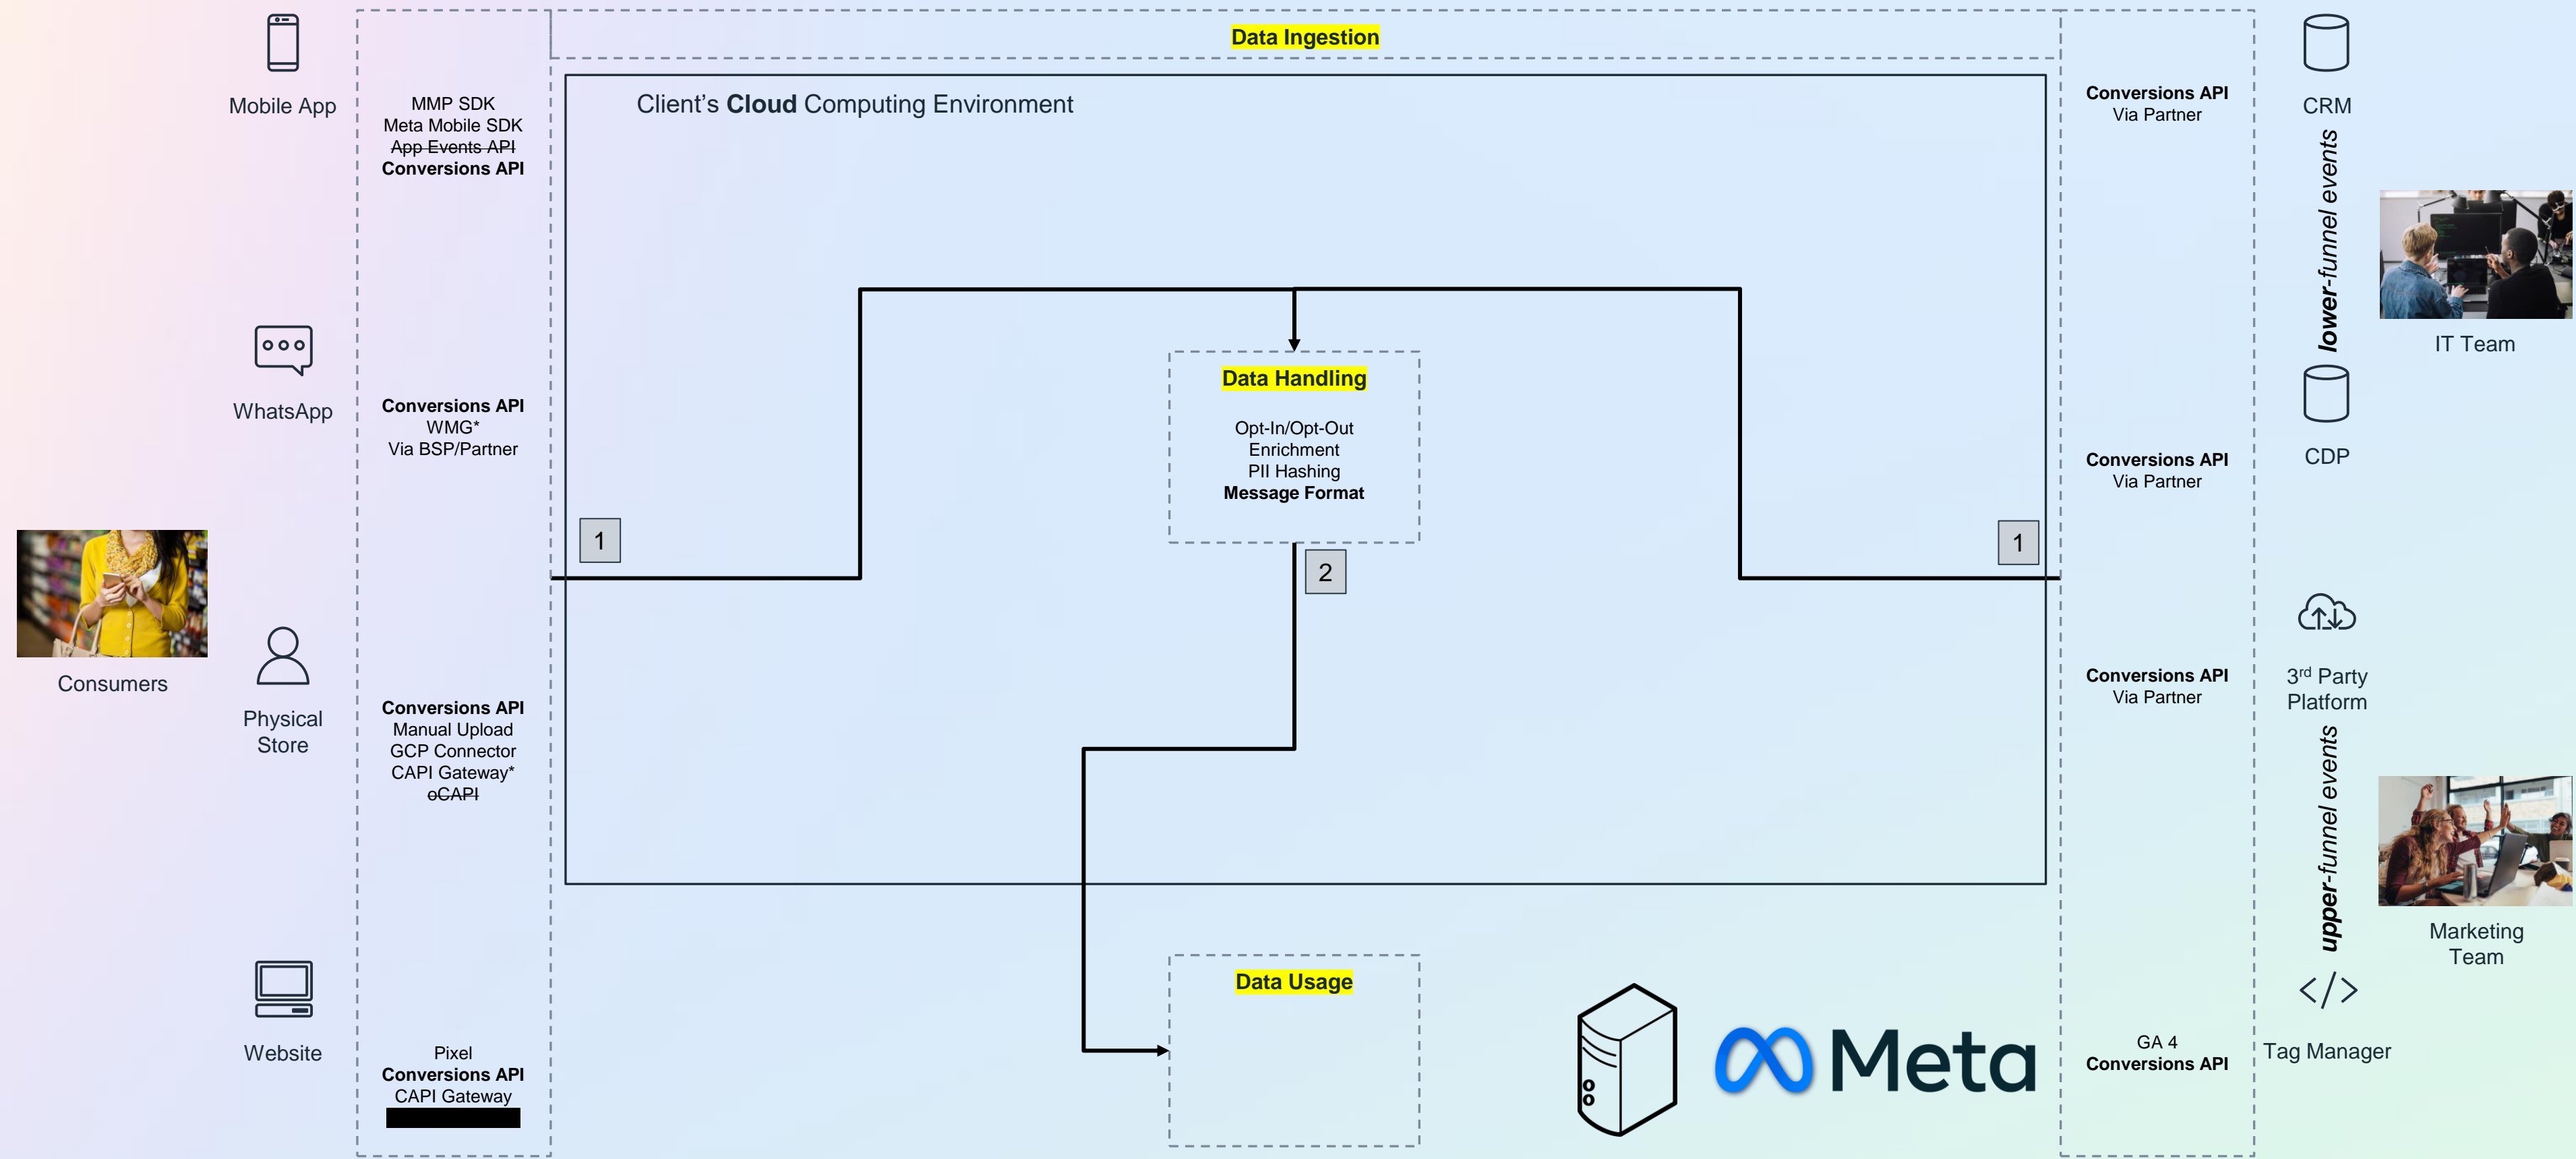 Data Ingestion
Client’s Cloud Computing Environment
Mobile App
MMP SDK
Meta Mobile SDK
App Events API
Conversions API
WhatsApp
Conversions API
WMG*
Via BSP/Partner
Consumers
Physical
Store
Conversions API
Manual Upload
GCP Connector
CAPI Gateway*
oCAPI
Website
Pixel
Conversions API
CAPI Gateway
1
Data Handling
Opt-In/Opt-Out
Enrichment
PII Hashing
Message Format
2
1
Data Usage
Meta
Conversions API
Via Partner
CRM
lower-funnel events
IT Team
Conversions API
Via Partner
CDP
Conversions API
Via Partner
3rd Party
Platform
upper-funnel events
Marketing
Team
GA 4
Conversions API
</>
Tag Manager